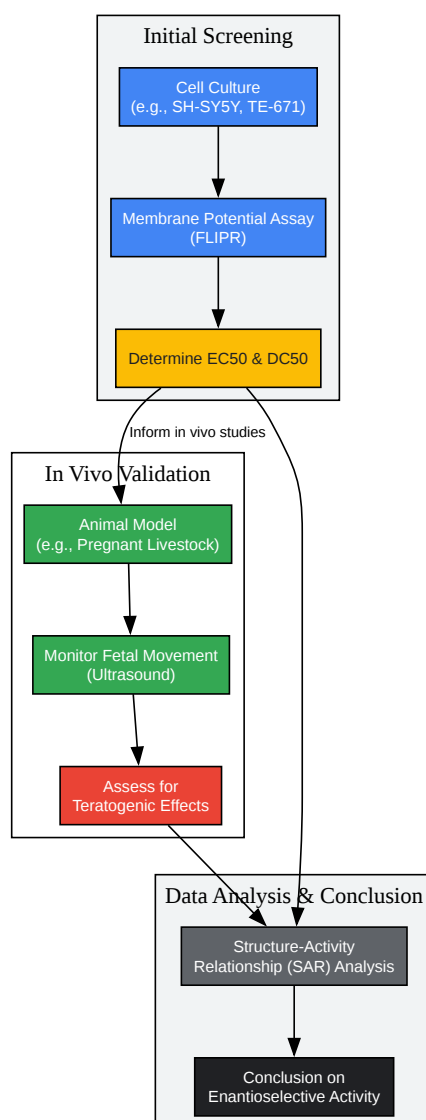 Initial Screening
Cell Culture
(e.g., SH-SY5Y, TE-671)
Membrane Potential Assay
(FLIPR)
Determine EC50 & DC50
Inform in vivo studies
In Vivo Validation
Animal Model
(e.g., Pregnant Livestock)
Monitor Fetal Movement
(Ultrasound)
Assess for
Teratogenic Effects
Data Analysis & Conclusion
Structure-Activity
Relationship (SAR) Analysis
Conclusion on
Enantioselective Activity